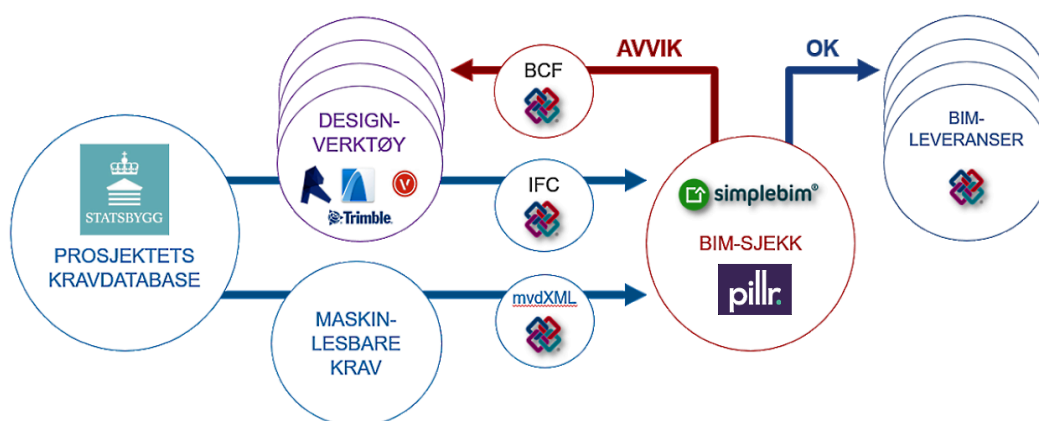 AVVIK
OK
BCF
DESIGN-
VERKTØY
Trimble
STATSBYGG
PROSJEKTETS
KRAVDATABASE
IFC
simplebim®
BIM-SJEKK
pillr.
BIM-
LEVERANSER
MASKIN-
LESBARE
KRAV
mvdXML